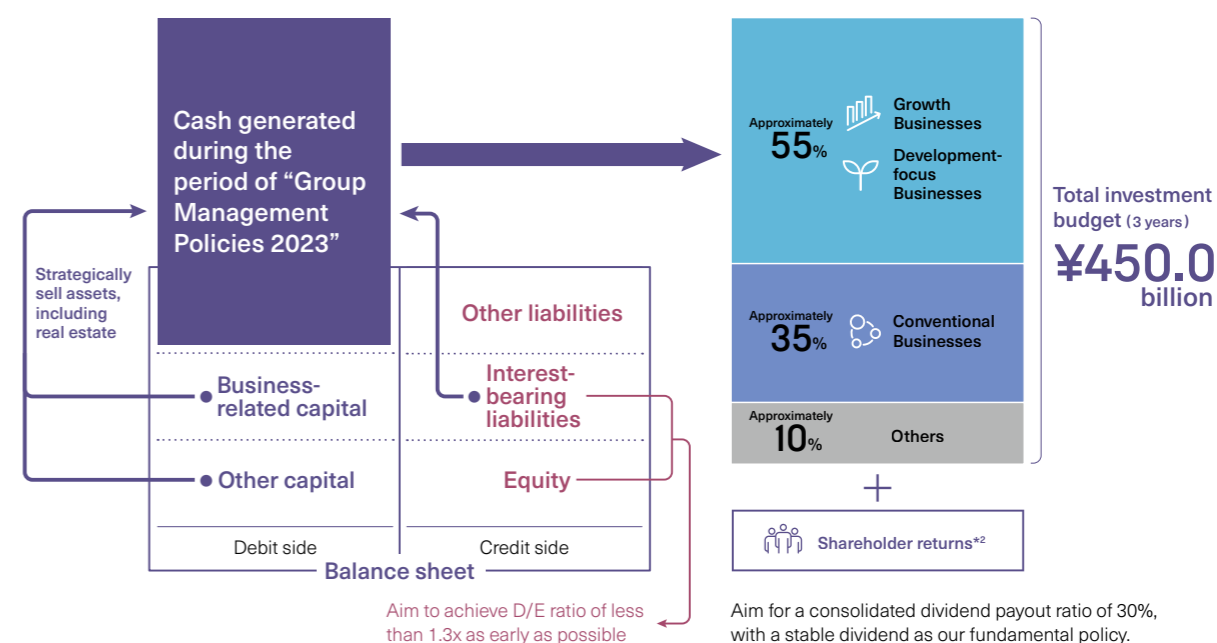 Cash generated
during the
period of “Group
Management
Policies 2023”
Strategically
sell assets,
including
real estate
Other liabilities
Business-
related capital
Interest-
bearing
liabilities
Other capital
Equity
Debit side
Credit side
Balance sheet
Aim to achieve D/E ratio of less
than 1.3x as early as possible
Approximately
55%
Growth
Businesses
Development-
focus
Businesses
Approximately
35%
Conventional
Businesses
Approximately
10%
Others
Total investment
budget (3 years)
¥450.0
billion
+
Shareholder returns*2
Aim for a consolidated dividend payout ratio of 30%,
with a stable dividend as our fundamental policy.